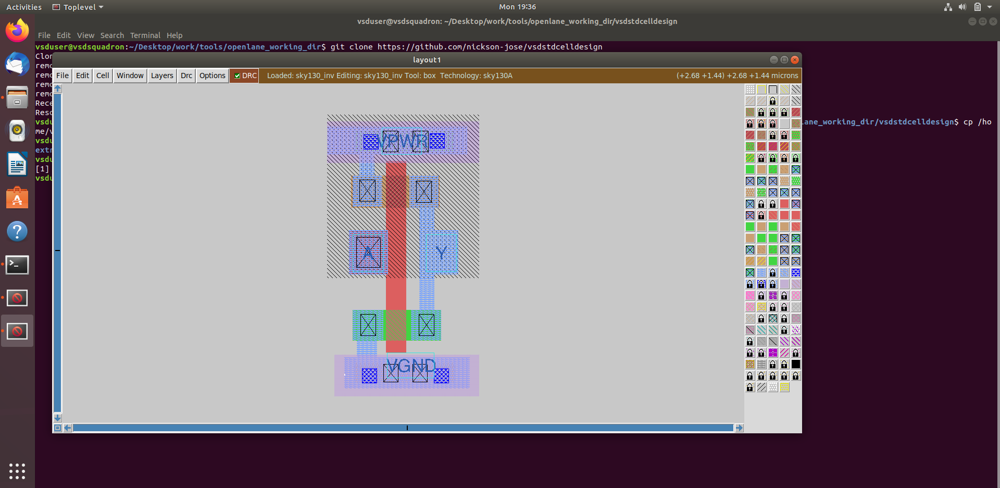 Activities Toplevel Mon 19:36
vsduser@vsdsquadron: ~/Desktop/work/tools/openlane_working_dir/vsdstdcelldesign
File Edit View Search Terminal Help
vsduser@vsdsquadron:~/Desktop/work/tools/openlane_working_dir$ git clone https://github.com/nickson-jose/vsdstdcelldesign
Clon
remo
remo
remo
remo
Rece
Reso
vsdu
lane_working_dir/vsdstdcelldesign$ cp /ho
me/v
vsdu
extr
vsdu
[1]
vsdu
layout1
File Edit Cell Window Layers Drc Options DRC Loaded: sky130_inv Editing: sky130_inv Tool: box Technology: sky130A (+2.68 +1.44) +2.68 +1.44 microns
VPWR
A Y
VGND